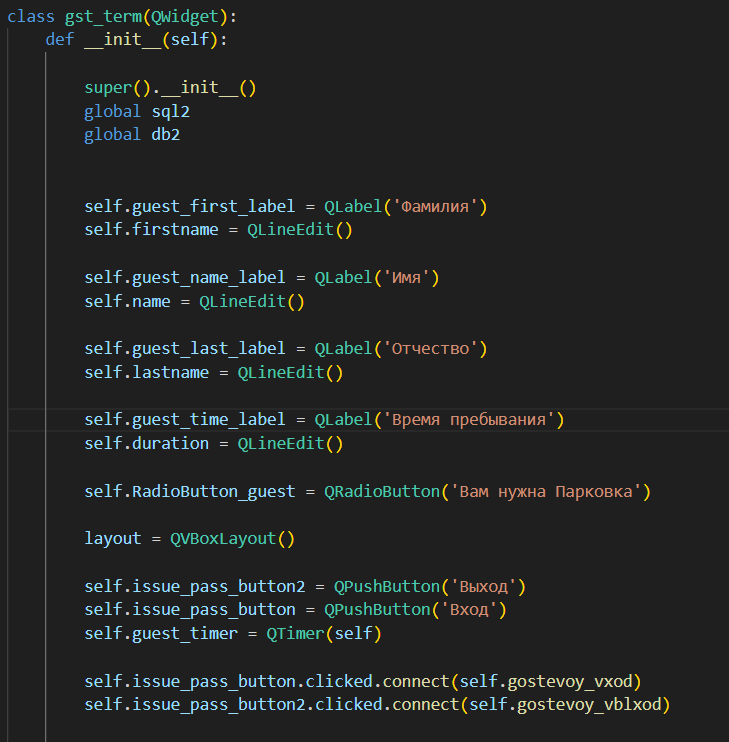 class gst_term(QWidget):
def __init__(self):
super().__init__()
global sql2
global db2
self.guest_first_label = QLabel('Фамилия')
self.firstname = QLineEdit()
self.guest_name_label = QLabel('Имя')
self.name = QLineEdit()
self.guest_last_label = QLabel('Отчество')
self.lastname = QLineEdit()
self.guest_time_label = QLabel('Время пребывания')
self.duration = QLineEdit()
self.RadioButton_guest = QRadioButton('Вам нужна Парковка')
layout = QVBoxLayout()
self.issue_pass_button2 = QPushButton('Выход')
self.issue_pass_button = QPushButton('Вход')
self.guest_timer = QTimer(self)
self.issue_pass_button.clicked.connect(self.gostevoy_vxod)
self.issue_pass_button2.clicked.connect(self.gostevoy_vblxod)